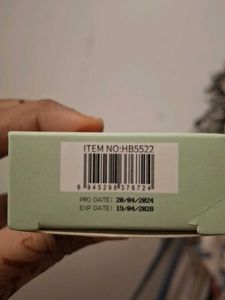 ITEM NO:HB5522
6 945298 376724
PRO DATE: 20/04/2024
EXP DATE: 19/04/2028